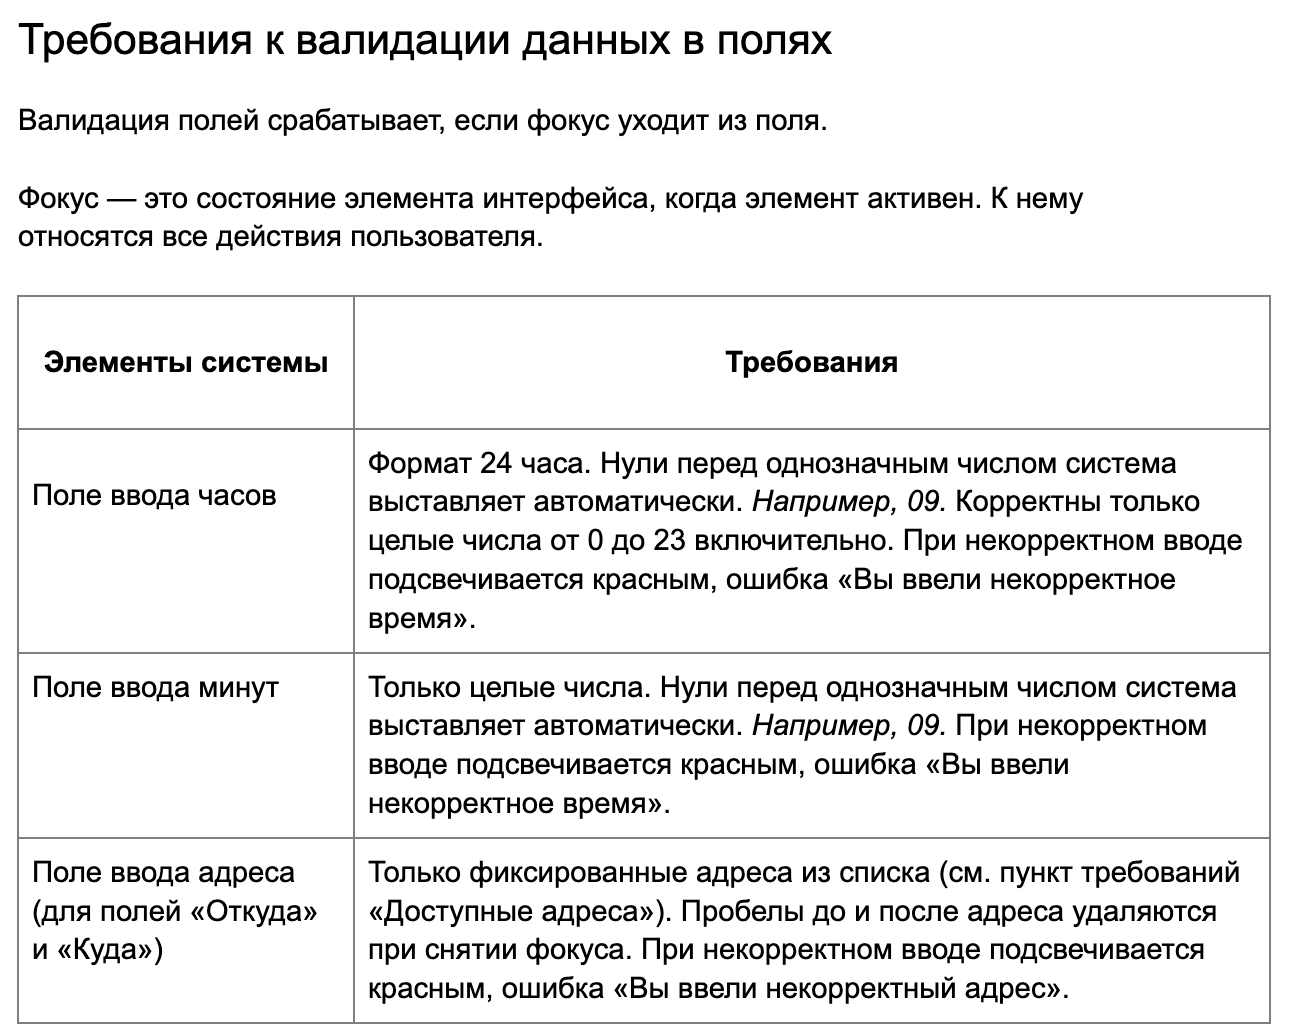 Требования к валидации данных в полях
Валидация полей срабатывает, если фокус уходит из поля.
Фокус — это состояние элемента интерфейса, когда элемент активен. К нему
относятся все действия пользователя.
Элементы системы
Требования
Поле ввода часов
Формат 24 часа. Нули перед однозначным числом система
выставляет автоматически. Например, 09. Корректны только
целые числа от 0 до 23 включительно. При некорректном вводе
подсвечивается красным, ошибка «Вы ввели некорректное
время».
Поле ввода минут
Только целые числа. Нули перед однозначным числом система
выставляет автоматически. Например, 09. При некорректном
вводе подсвечивается красным, ошибка «Вы ввели
некорректное время».
Поле ввода адреса
(для полей «Откуда»
и «Куда»)
Только фиксированные адреса из списка (см. пункт требований
«Доступные адреса»). Пробелы до и после адреса удаляются
при снятии фокуса. При некорректном вводе подсвечивается
красным, ошибка «Вы ввели некорректный адрес».